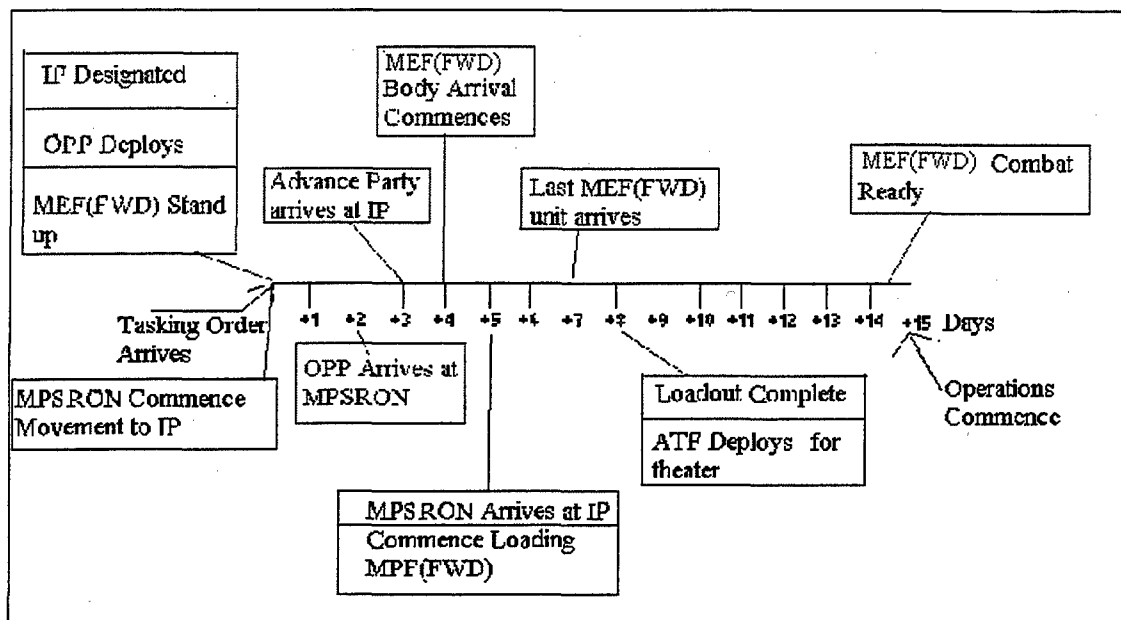 IP Designated
OPP Deploys
MEF(FWD) Stand
up
MEF(FWD)
Body Arrival
Commences
Advance Party
arrives at IP
Last MEF(FWD)
unit arrives
MEF(FWD) Combat
Ready
Tasking Order
Arrives
+1 +2 +3 +4 +5 +6 +7 +8 +9 +10 +11 +12 +13 +14 +15 Days
MPSRON Commence
Movement to IP
OPP Arrives at
MPSRON
MPSRON Arrives at IP
Commence Loading
MPF(FWD)
Loadout Complete
ATF Deploys for
theater
Operations
Commence